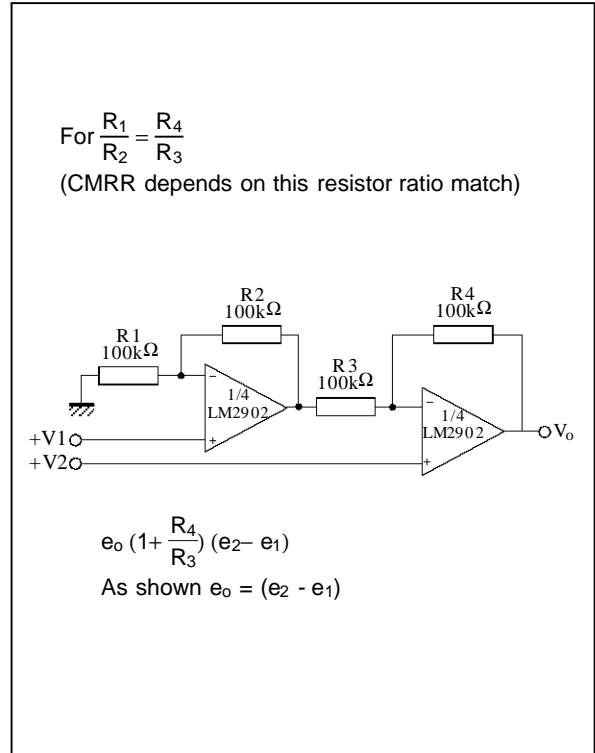 For R1/R2 = R4/R3
(CMRR depends on this resistor ratio match)
R2
100kΩ
R4
100kΩ
R1
100kΩ
R3
100kΩ
−
1/4
LM2902
+
−
1/4
LM2902
+
Vo
+V1
+V2
eo (1+ R4/R3) (e2– e1)
As shown eo = (e2 - e1)